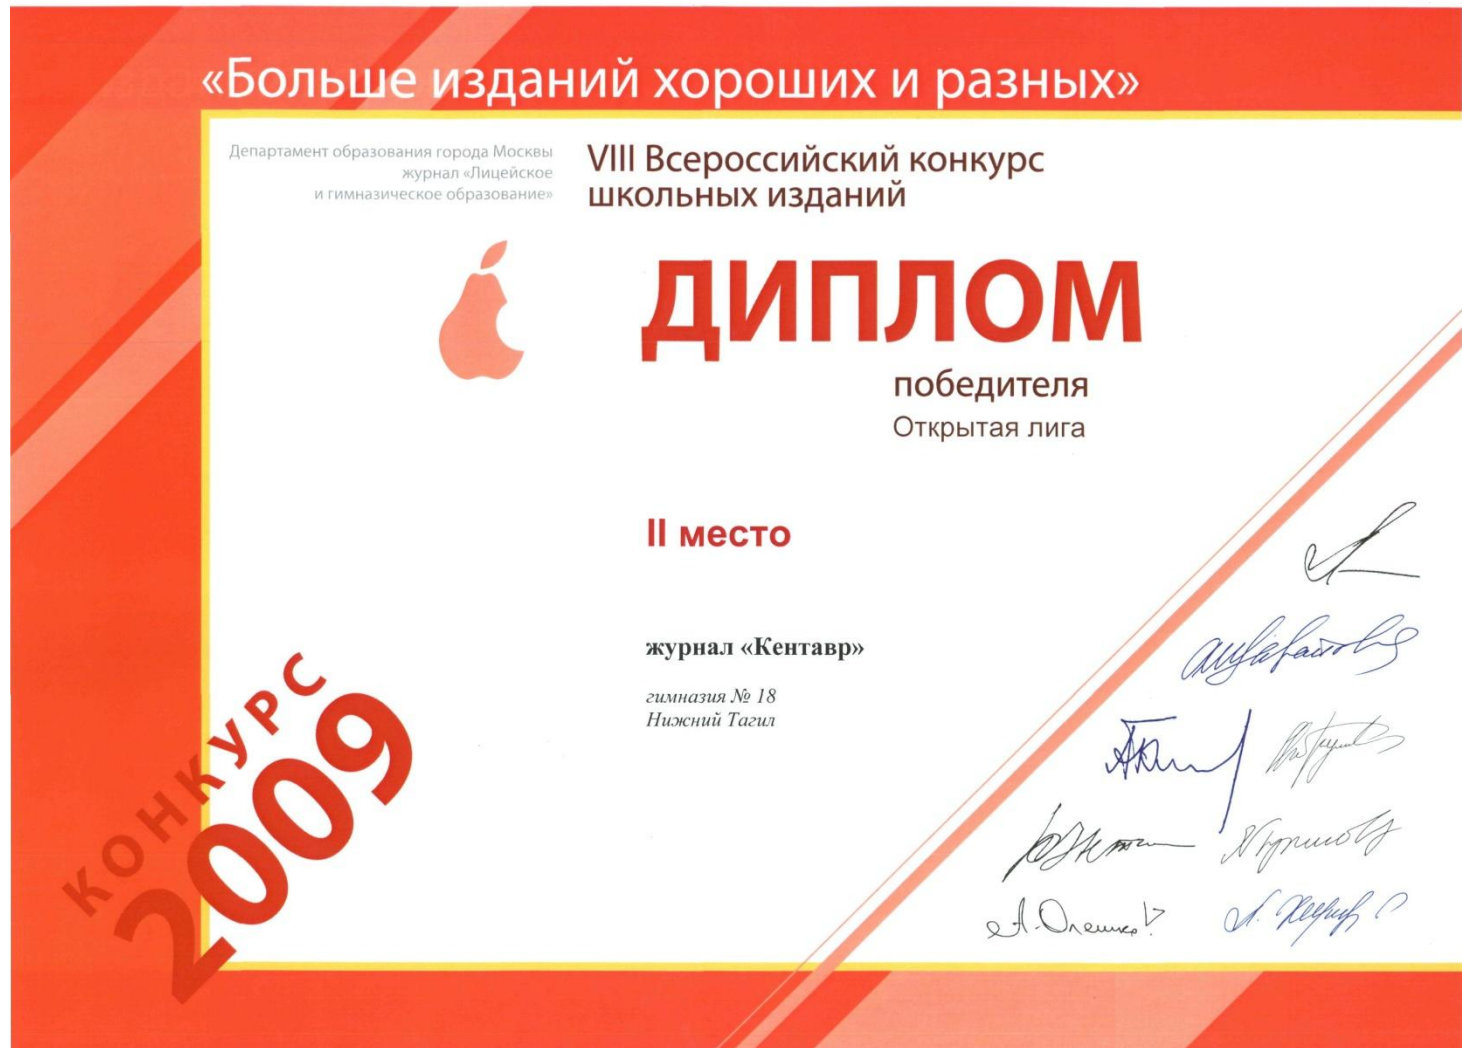 «Больше изданий хороших и разных»
Департамент образования города Москвы
журнал «Лицейское
и гимназическое образование»
VIII Всероссийский конкурс
школьных изданий
ДИПЛОМ
победителя
Открытая лига
II место
журнал «Кентавр»
гимназия № 18
Нижний Тагил
КОНКУРС
2009